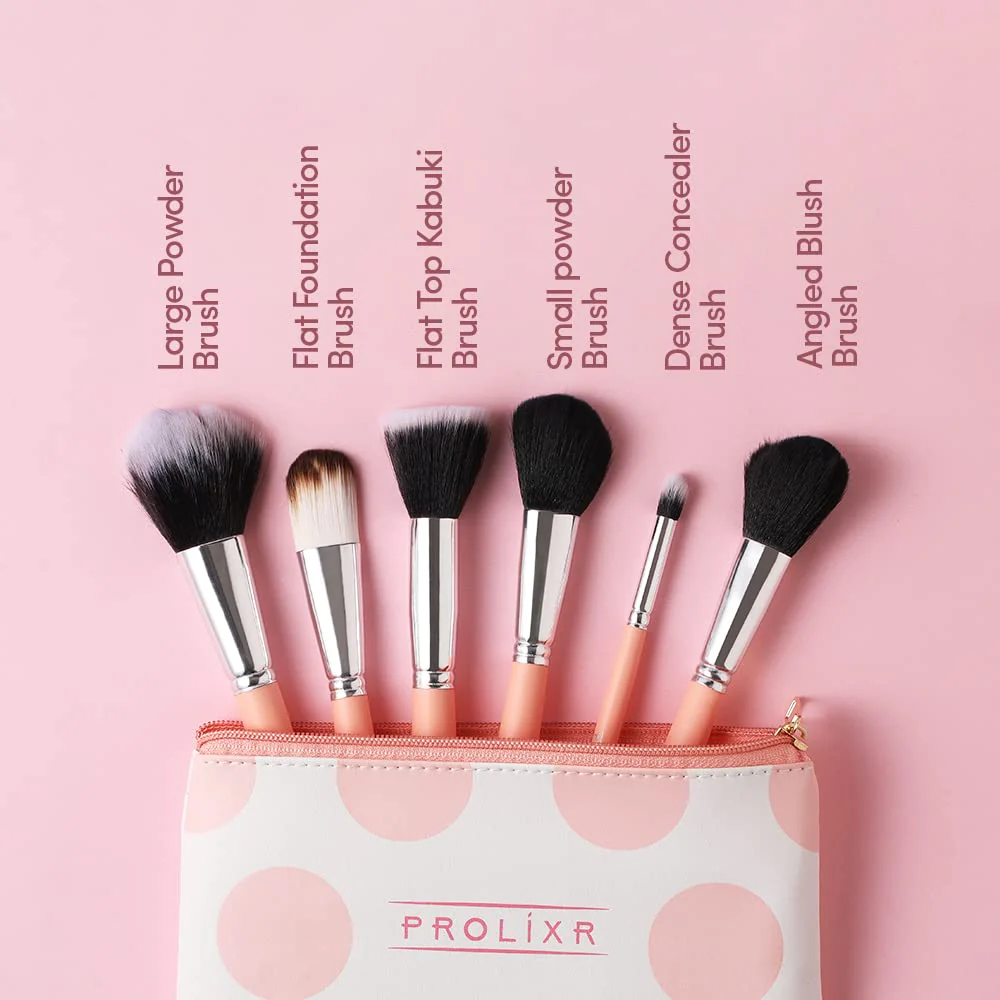 Large Powder
Brush
Flat Foundation
Brush
Flat Top Kabuki
Brush
Small powder
Brush
Dense Concealer
Brush
Angled Blush
Brush
PROLÍXR